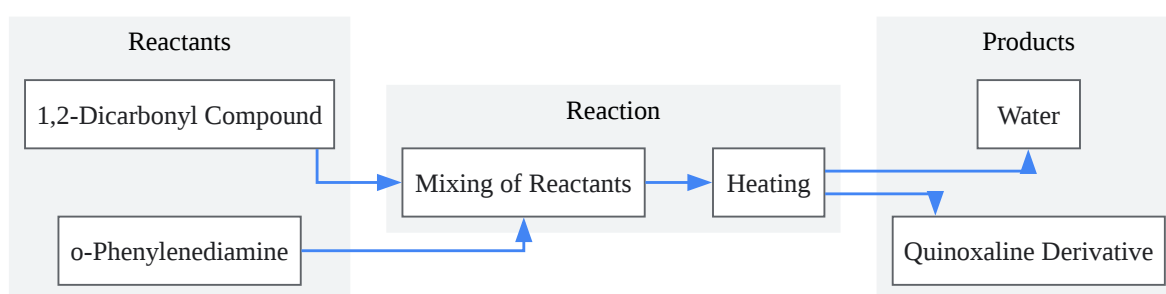 Reactants
1,2-Dicarbonyl Compound
o-Phenylenediamine
Reaction
Mixing of Reactants
Heating
Products
Water
Quinoxaline Derivative